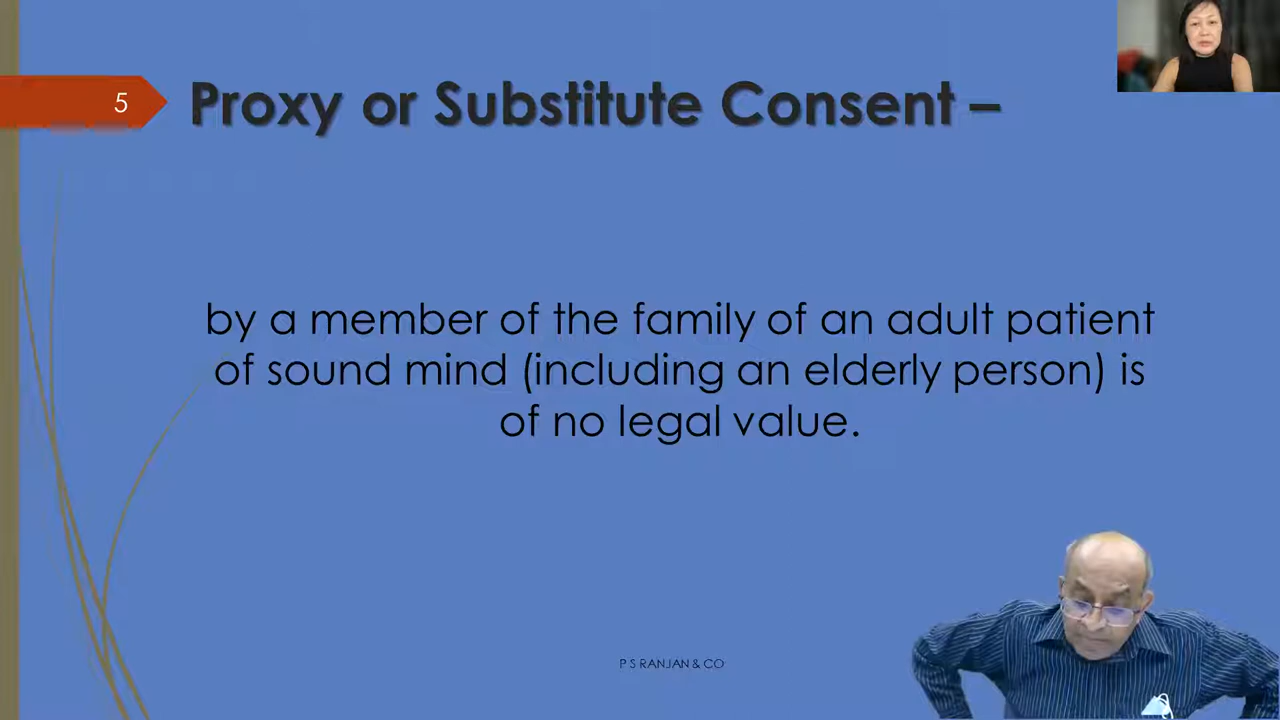 5
Proxy or Substitute Consent –
by a member of the family of an adult patient
of sound mind (including an elderly person) is
of no legal value.
P S RANJAN & CO